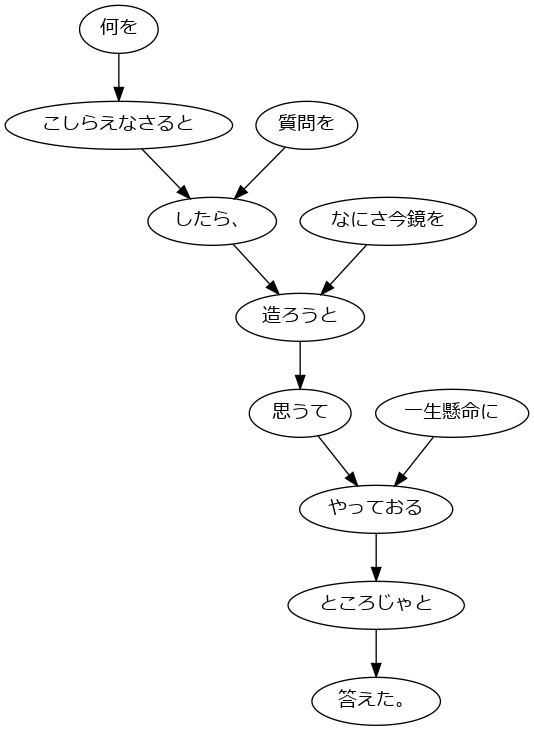 何を
こしらえなさると
質問を
したら、
なにさ今鏡を
造ろうと
思うて
一生懸命に
やっておる
ところじゃと
答えた。